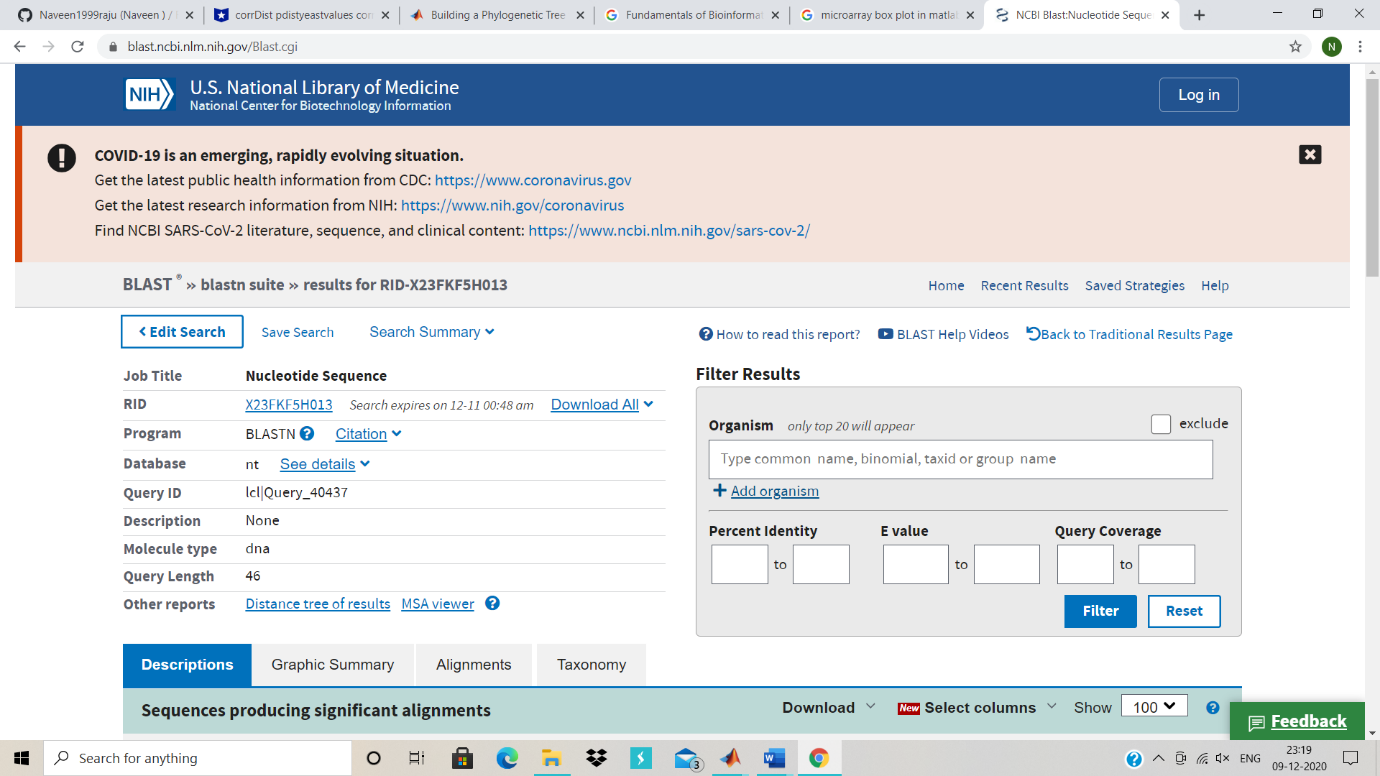 Naveen1999raju (Naveen ) / 
corrDist pdistyeastvalues con
Building a Phylogenetic Tree
Fundamentals of Bioinformat
microarray box plot in matla
NCBI Blast:Nucleotide Seque
blast.ncbi.nlm.nih.gov/Blast.cgi
N
NIH
U.S. National Library of Medicine
National Center for Biotechnology Information
Log in
COVID-19 is an emerging, rapidly evolving situation.
Get the latest public health information from CDC: https://www.coronavirus.gov
Get the latest research information from NIH: https://www.nih.gov/coronavirus
Find NCBI SARS-CoV-2 literature, sequence, and clinical content: https://www.ncbi.nlm.nih.gov/sars-cov-2/
BLAST ® » blastn suite » results for RID-X23FKF5H013
Home Recent Results Saved Strategies Help
Edit Search Save Search Search Summary
How to read this report? BLAST Help Videos Back to Traditional Results Page
Job Title Nucleotide Sequence
RID X23FKF5H013 Search expires on 12-11 00:48 am Download All
Program BLASTN ? Citation
Database nt See details
Query ID lcl|Query_40437
Description None
Molecule type dna
Query Length 46
Other reports Distance tree of results MSA viewer ?
Filter Results
Organism only top 20 will appear exclude
Type common name, binomial, taxid or group name
+ Add organism
Percent Identity E value Query Coverage
to to to
Filter Reset
Descriptions Graphic Summary Alignments Taxonomy
Sequences producing significant alignments
Download New Select columns Show 100 ?
Feedback
Search for anything
3
ENG
23:19
09-12-2020